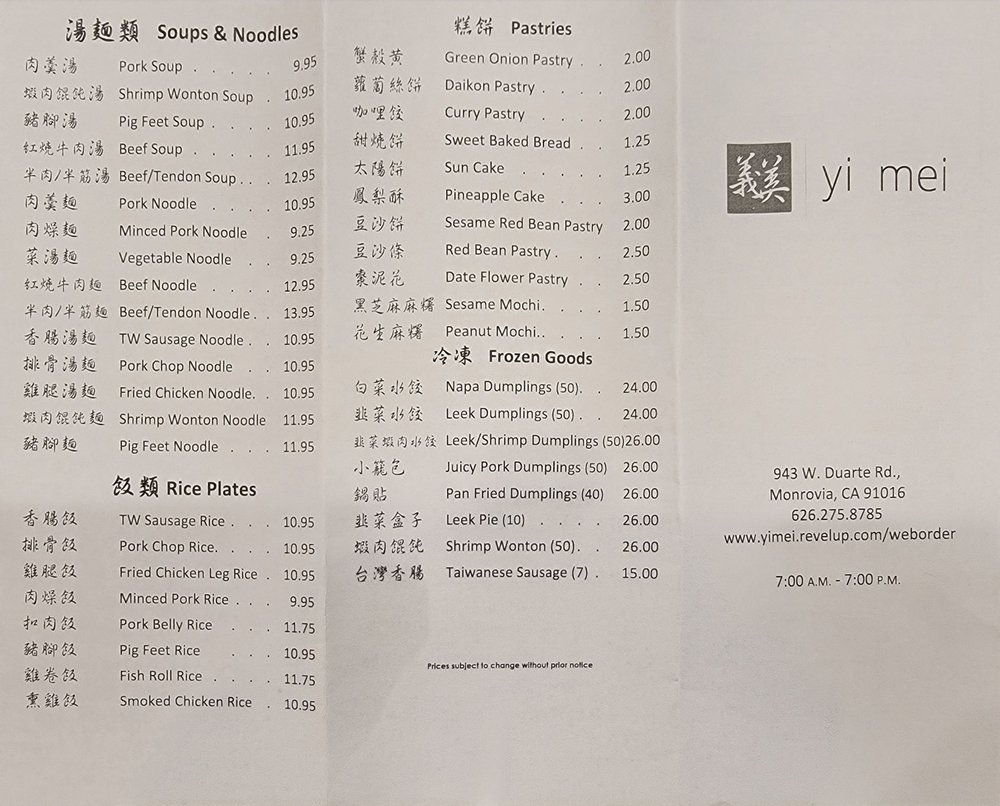 湯麵類 Soups & Noodles
肉羹湯 Pork Soup . . . . . 9.95
蝦肉餛飩湯 Shrimp Wonton Soup . 10.95
豬腳湯 Pig Feet Soup . . . . 10.95
紅燒牛肉湯 Beef Soup . . . . . 11.95
半肉/半筋湯 Beef/Tendon Soup . . 12.95
肉羹麵 Pork Noodle . . . . 10.95
肉燥麵 Minced Pork Noodle . 9.25
菜湯麵 Vegetable Noodle . . 9.25
紅燒牛肉麵 Beef Noodle . . . . 12.95
半肉/半筋麵 Beef/Tendon Noodle . . 13.95
香腸湯麵 TW Sausage Noodle . . 10.95
排骨湯麵 Pork Chop Noodle . . 10.95
雞腿湯麵 Fried Chicken Noodle. . 10.95
蝦肉餛飩麵 Shrimp Wonton Noodle 11.95
豬腳麵 Pig Feet Noodle . . . 11.95
飯類 Rice Plates
香腸飯 TW Sausage Rice . . . 10.95
排骨飯 Pork Chop Rice. . . . 10.95
雞腿飯 Fried Chicken Leg Rice . 10.95
肉燥飯 Minced Pork Rice . . . 9.95
扣肉飯 Pork Belly Rice . . . 11.75
豬腳飯 Pig Feet Rice . . . 10.95
雞卷飯 Fish Roll Rice . . . . 11.75
熏雞飯 Smoked Chicken Rice . 10.95
糕餅 Pastries
蟹殼黃 Green Onion Pastry . . 2.00
蘿蔔絲餅 Daikon Pastry . . . . 2.00
咖哩餃 Curry Pastry . . . . 2.00
甜燒餅 Sweet Baked Bread . . 1.25
太陽餅 Sun Cake . . . . . 1.25
鳳梨酥 Pineapple Cake . . . 3.00
豆沙餅 Sesame Red Bean Pastry 2.00
豆沙條 Red Bean Pastry . . . 2.50
棗泥花 Date Flower Pastry . . 2.50
黑芝麻麻糬 Sesame Mochi. . . . 1.50
花生麻糬 Peanut Mochi. . . . . 1.50
冷凍 Frozen Goods
白菜水餃 Napa Dumplings (50). . 24.00
韭菜水餃 Leek Dumplings (50) . . 24.00
韭菜蝦肉水餃 Leek/Shrimp Dumplings (50)26.00
小籠包 Juicy Pork Dumplings (50) 26.00
鍋貼 Pan Fried Dumplings (40) 26.00
韭菜盒子 Leek Pie (10) . . . . 26.00
蝦肉餛飩 Shrimp Wonton (50). . 26.00
台灣香腸 Taiwanese Sausage (7) . 15.00
Prices subject to change without prior notice
義美 yi mei
943 W. Duarte Rd.,
Monrovia, CA 91016
626.275.8785
www.yimei.revelup.com/weborder
7:00 A.M. - 7:00 P.M.